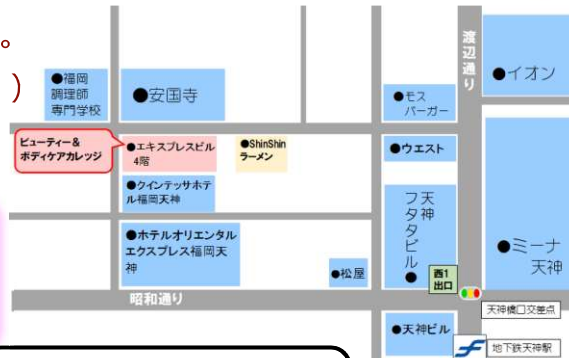 。
)
渡
辺
通
り
●イオン
●福岡
調理師
専門学校
●安国寺
●モス
バーガー
ビューティー＆
ボディケアカレッジ
●エキスプレスビル
4階
●ShinShin
ラーメン
●ウエスト
●クインテッサホテ
ル福岡天神
天神
フタタビル
●
●ホテルオリエンタル
エクスプレス福岡天
神
●ミーナ
天神
●松屋
西1
出口
昭和通り
天神橋口交差点
●天神ビル
地下鉄天神駅